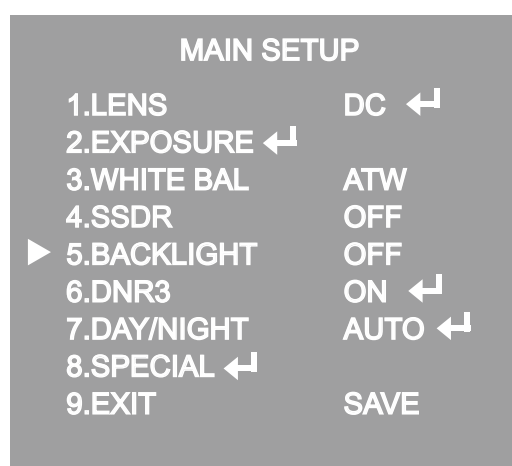 MAIN SETUP
1.LENS DC ↵
2.EXPOSURE ↵
3.WHITE BAL ATW
4.SSDR OFF
▶ 5.BACKLIGHT OFF
6.DNR3 ON ↵
7.DAY/NIGHT AUTO ↵
8.SPECIAL ↵
9.EXIT SAVE